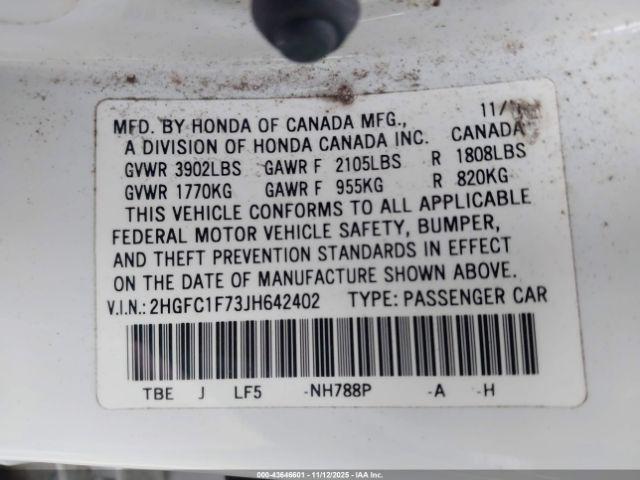 11/
MFD. BY HONDA OF CANADA MFG.,
A DIVISION OF HONDA CANADA INC. CANADA
GVWR 3902LBS GAWR F 2105LBS R 1808LBS
GVWR 1770KG GAWR F 955KG R 820KG
THIS VEHICLE CONFORMS TO ALL APPLICABLE
FEDERAL MOTOR VEHICLE SAFETY, BUMPER,
AND THEFT PREVENTION STANDARDS IN EFFECT
ON THE DATE OF MANUFACTURE SHOWN ABOVE.
V.I.N.: 2HGFC1F73JH642402 TYPE: PASSENGER CAR
TBE J LF5 -NH788P -A -H
000-43646601 - 11/12/2025 - IAA Inc.